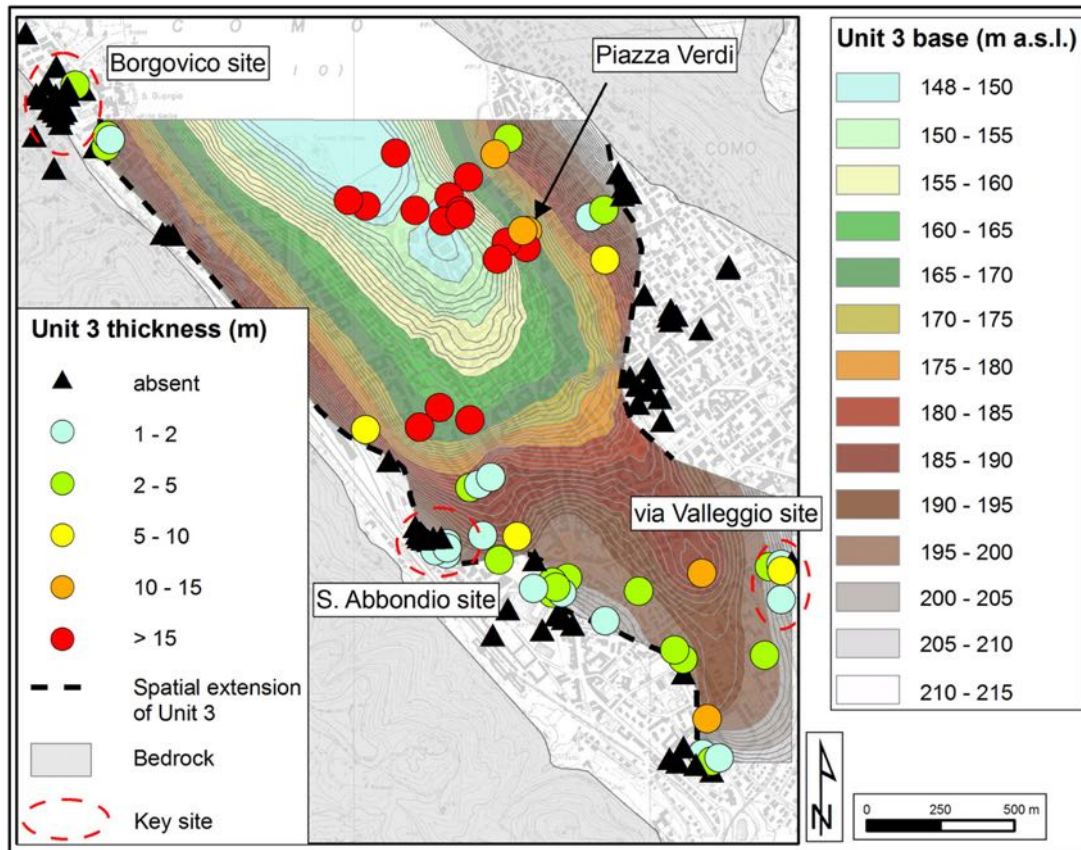 C O M O
I O )
COMO
Borgovico site
Piazza Verdi
via Valleggio site
S. Abbondio site
Unit 3 thickness (m)
absent
1 - 2
2 - 5
5 - 10
10 - 15
> 15
Spatial extension
of Unit 3
Bedrock
Key site
Unit 3 base (m a.s.l.)
148 - 150
150 - 155
155 - 160
160 - 165
165 - 170
170 - 175
175 - 180
180 - 185
185 - 190
190 - 195
195 - 200
200 - 205
205 - 210
210 - 215
N
0 250 500 m